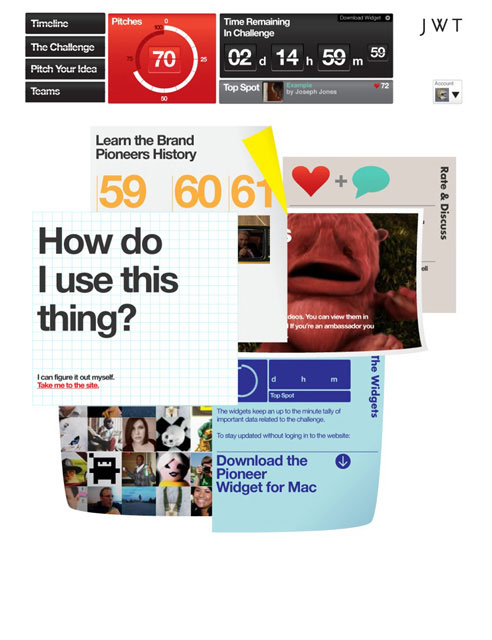 Timeline
The Challenge
Pitch Your Idea
Teams
Pitches
0
100
75
25
50
70
Time Remaining
In Challenge
Download Widget
02 d 14 h 59 m 59
Top Spot
Example
by Joseph Jones
72
JWT
Account
Learn the Brand
Pioneers History
59 60 61
+
Rate & Discuss
s
ell
How do
I use this
thing?
I can figure it out myself.
Take me to the site.
deos. You can view them in
If you're an ambassador you
d h m
Top Spot
The Widgets
The widgets keep an up to the minute tally of
important data related to the challenge.
To stay updated without loging in to the website:
Download the
Pioneer
Widget for Mac